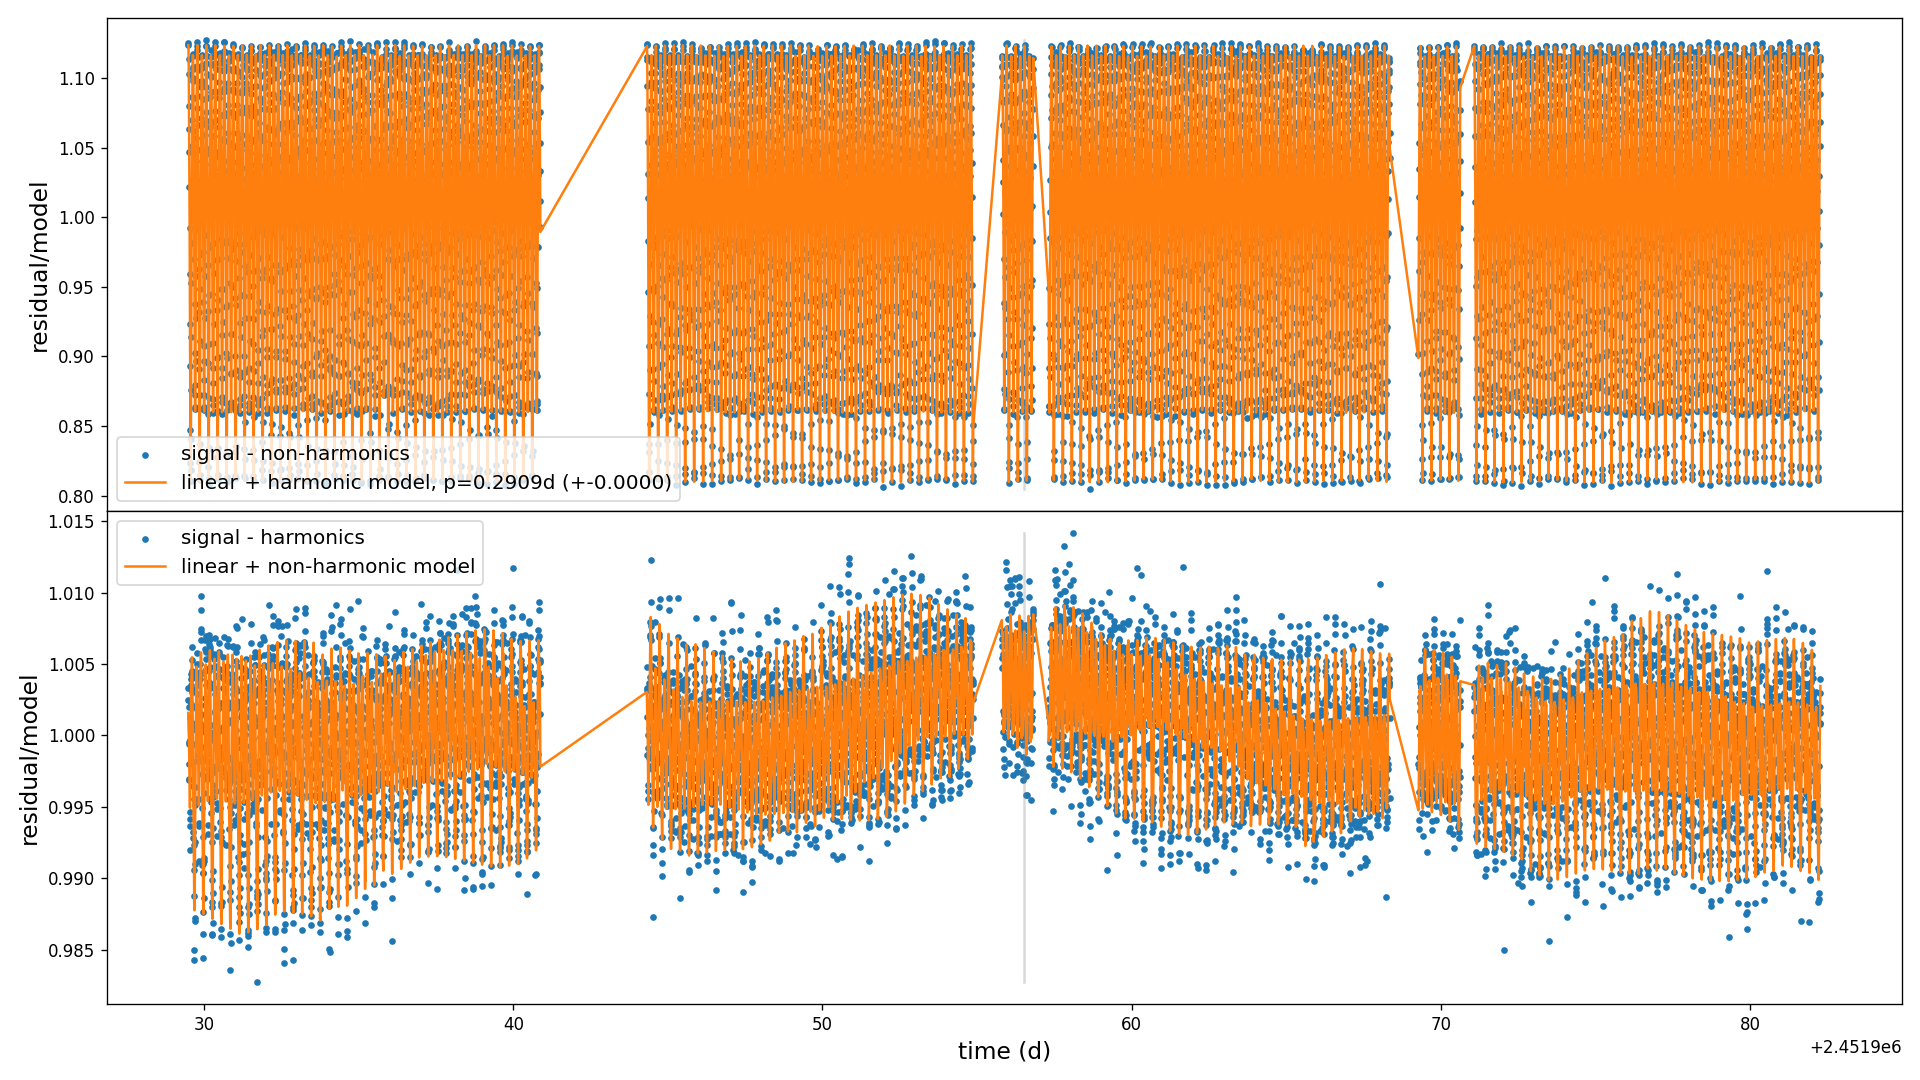 1.10
1.05
1.00
0.95
0.90
0.85
0.80
residual/model
signal - non-harmonics
linear + harmonic model, p=0.2909d (+-0.0000)
1.015
1.010
1.005
1.000
0.995
0.990
0.985
residual/model
signal - harmonics
linear + non-harmonic model
30 40 50 60 70 80
time (d)
+2.4519e6